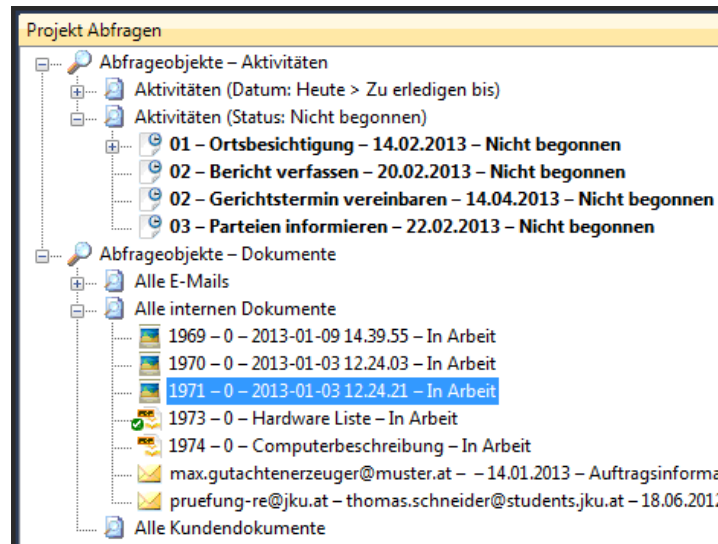 Projekt Abfragen
Abfrageobjekte – Aktivitäten
Aktivitäten (Datum: Heute > Zu erledigen bis)
Aktivitäten (Status: Nicht begonnen)
01 – Ortsbesichtigung – 14.02.2013 – Nicht begonnen
02 – Bericht verfassen – 20.02.2013 – Nicht begonnen
02 – Gerichtstermin vereinbaren – 14.04.2013 – Nicht begonnen
03 – Parteien informieren – 22.02.2013 – Nicht begonnen
Abfrageobjekte – Dokumente
Alle E-Mails
Alle internen Dokumente
1969 – 0 – 2013-01-09 14.39.55 – In Arbeit
1970 – 0 – 2013-01-03 12.24.03 – In Arbeit
1971 – 0 – 2013-01-03 12.24.21 – In Arbeit
1973 – 0 – Hardware Liste – In Arbeit
1974 – 0 – Computerbeschreibung – In Arbeit
max.gutachtenerzeuger@muster.at – – 14.01.2013 – Auftragsinforma
pruefung-re@jku.at – thomas.schneider@students.jku.at – 18.06.2012
Alle Kundendokumente